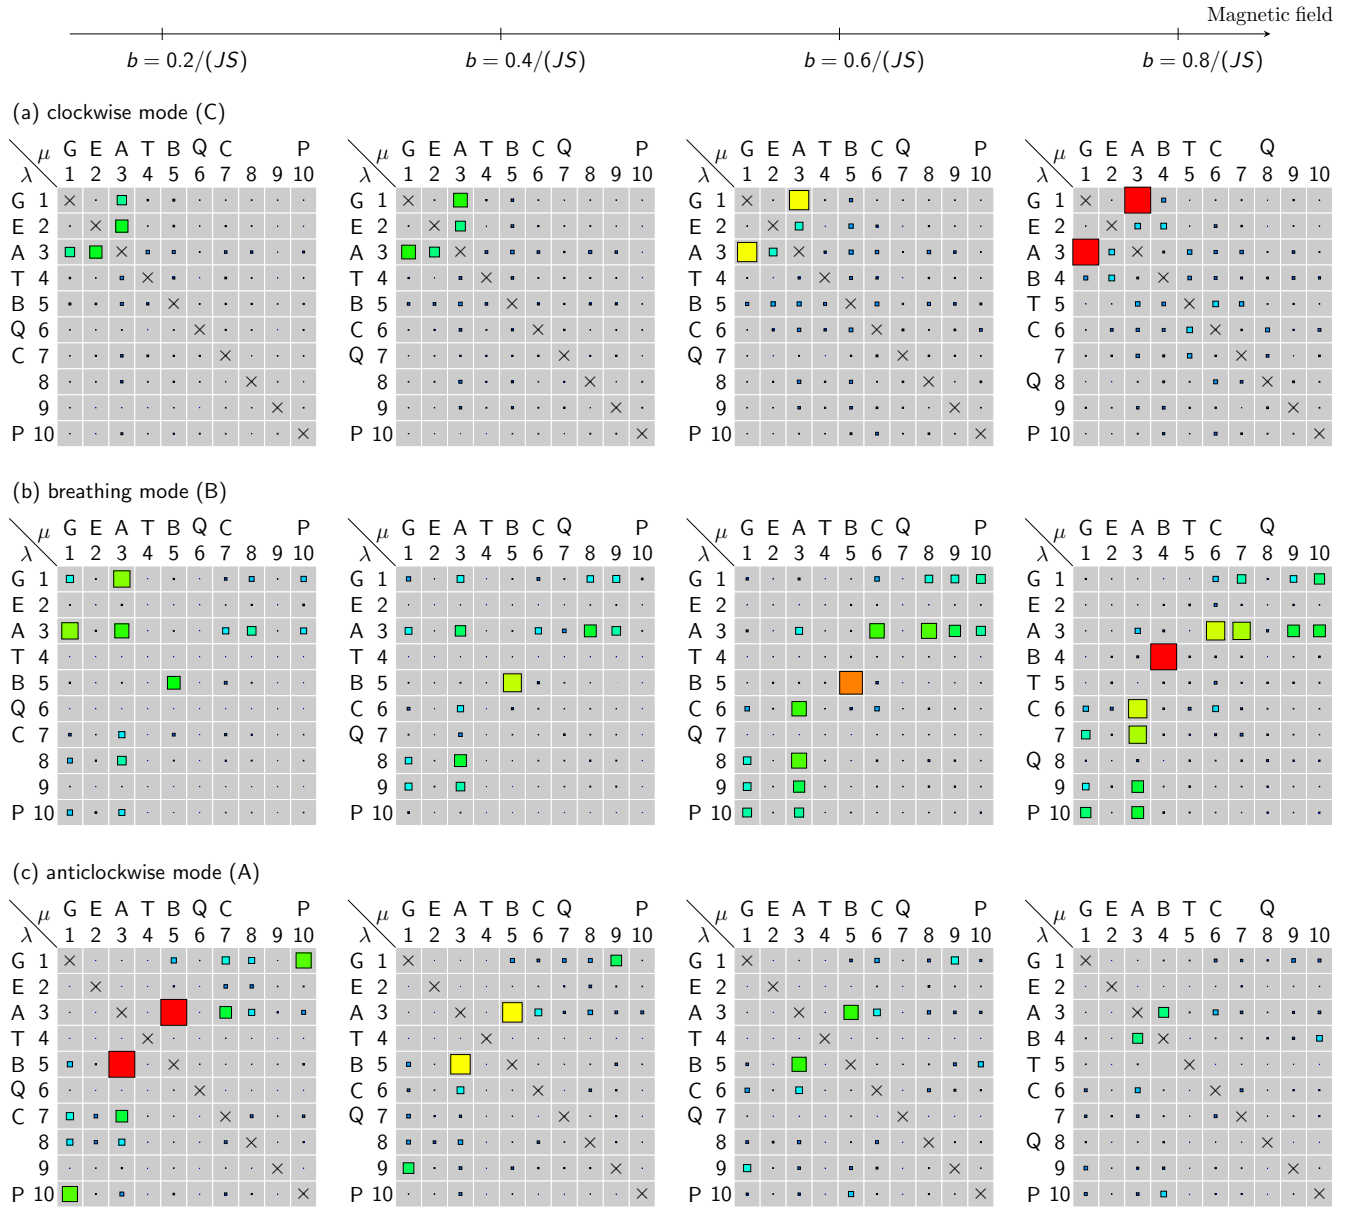 Magnetic field
b = 0.2/(JS) b = 0.4/(JS) b = 0.6/(JS) b = 0.8/(JS)
(a) clockwise mode (C)
μ G E A T B Q C P μ G E A T B C Q P μ G E A T B C Q P μ G E A B T C Q
λ 1 2 3 4 5 6 7 8 9 10 λ 1 2 3 4 5 6 7 8 9 10 λ 1 2 3 4 5 6 7 8 9 10 λ 1 2 3 4 5 6 7 8 9 10
G 1 G 1 G 1 G 1
E 2 E 2 E 2 E 2
A 3 A 3 A 3 A 3
T 4 T 4 T 4 B 4
B 5 B 5 B 5 T 5
Q 6 C 6 C 6 C 6
C 7 Q 7 Q 7 7
8 8 8 Q 8
9 9 9 9
P 10 P 10 P 10 P 10
(b) breathing mode (B)
μ G E A T B Q C P μ G E A T B C Q P μ G E A T B C Q P μ G E A B T C Q
λ 1 2 3 4 5 6 7 8 9 10 λ 1 2 3 4 5 6 7 8 9 10 λ 1 2 3 4 5 6 7 8 9 10 λ 1 2 3 4 5 6 7 8 9 10
G 1 G 1 G 1 G 1
E 2 E 2 E 2 E 2
A 3 A 3 A 3 A 3
T 4 T 4 T 4 B 4
B 5 B 5 B 5 T 5
Q 6 C 6 C 6 C 6
C 7 Q 7 Q 7 7
8 8 8 Q 8
9 9 9 9
P 10 P 10 P 10 P 10
(c) anticlockwise mode (A)
μ G E A T B Q C P μ G E A T B C Q P μ G E A T B C Q P μ G E A B T C Q
λ 1 2 3 4 5 6 7 8 9 10 λ 1 2 3 4 5 6 7 8 9 10 λ 1 2 3 4 5 6 7 8 9 10 λ 1 2 3 4 5 6 7 8 9 10
G 1 G 1 G 1 G 1
E 2 E 2 E 2 E 2
A 3 A 3 A 3 A 3
T 4 T 4 T 4 B 4
B 5 B 5 B 5 T 5
Q 6 C 6 C 6 C 6
C 7 Q 7 Q 7 7
8 8 8 Q 8
9 9 9 9
P 10 P 10 P 10 P 10